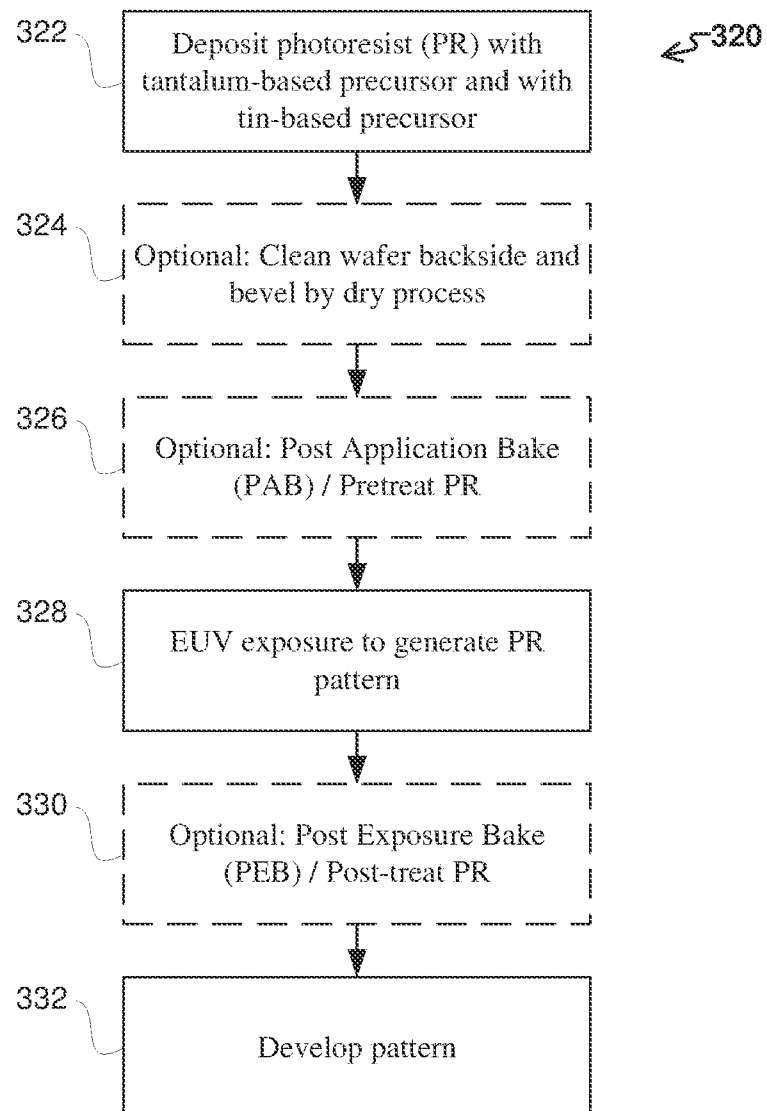 322
Deposit photoresist (PR) with
tantalum-based precursor and with
tin-based precursor
320
324
Optional: Clean wafer backside and
bevel by dry process
326
Optional: Post Application Bake
(PAB) / Pretreat PR
328
EUV exposure to generate PR
pattern
330
Optional: Post Exposure Bake
(PEB) / Post-treat PR
332
Develop pattern